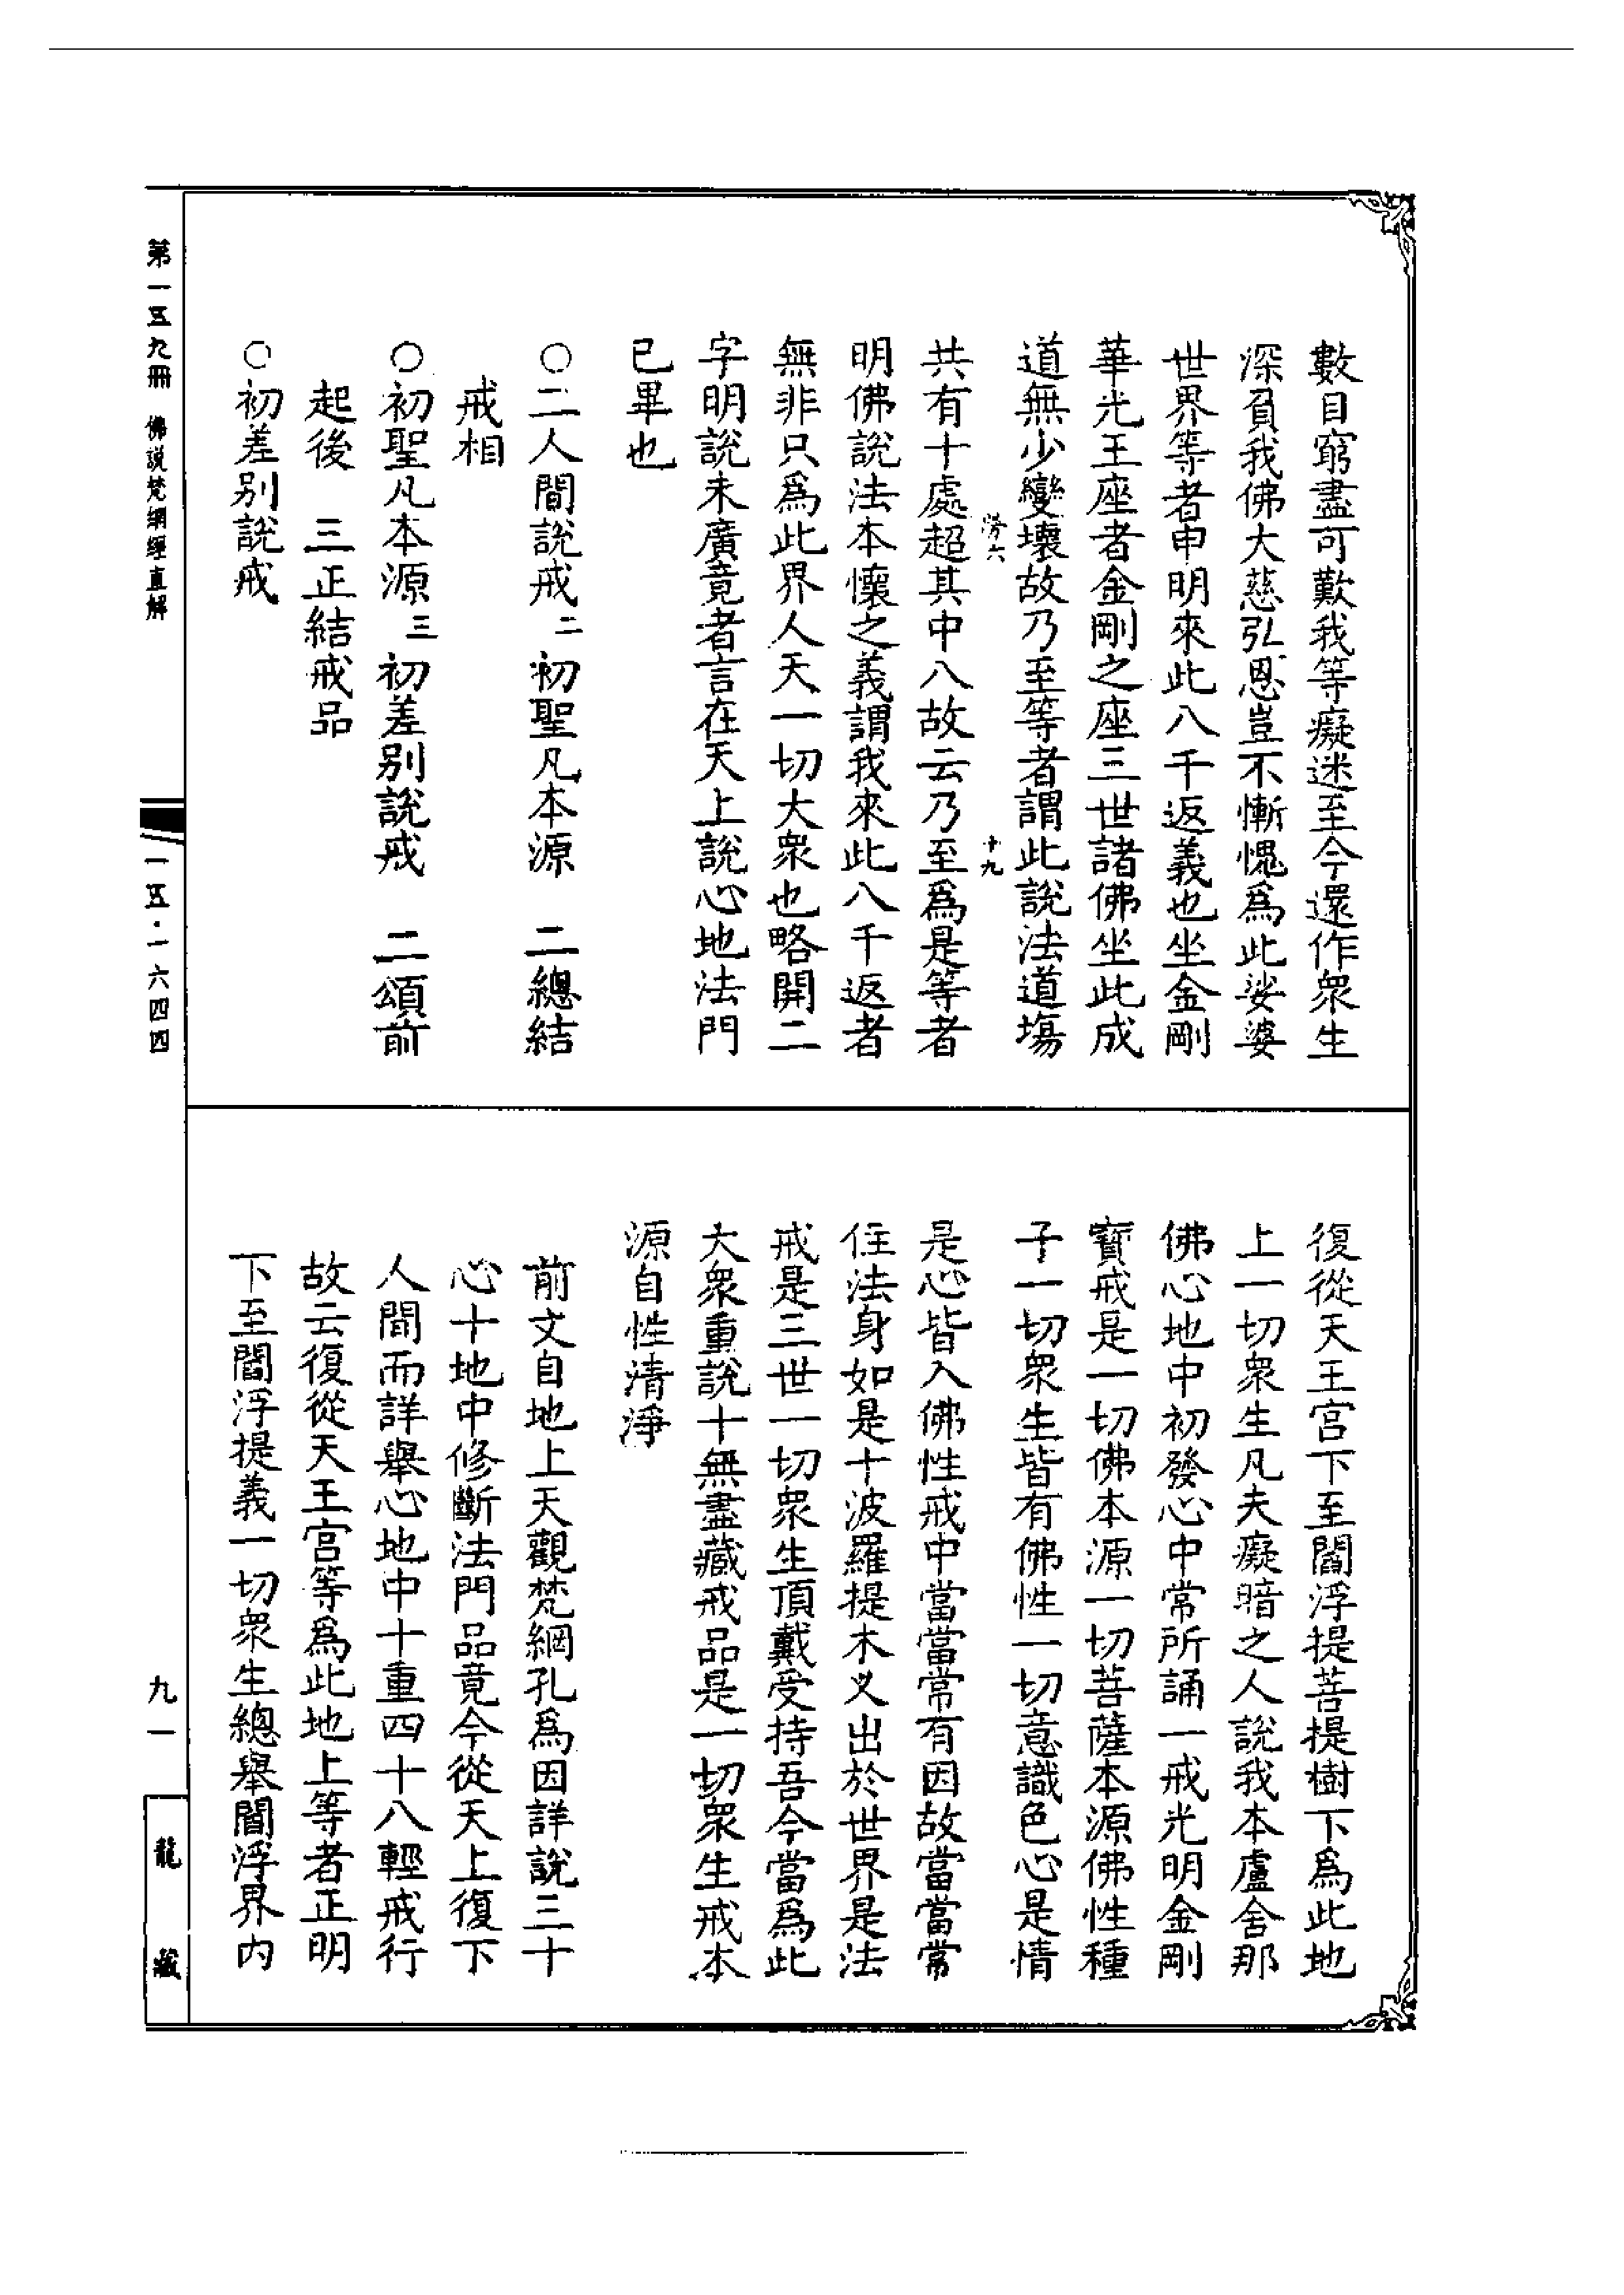 數目窮盡可歎我等癡迷至今還作衆生
深負我佛大慈弘恩豈不慚愧爲此娑婆
世界等者申明來此八千返義也坐金剛
華光王座者金剛之座三世諸佛坐此成
道無少變壞故乃至等者謂此說法道塲
澇六
十九
共有十處超其中八故云乃至爲是等者
明佛說法本懷之義謂我來此八千返者
無非只爲此界人天一切大衆也略開二
字明說未廣竟者言在天上說心地法門
已畢也
○二人間說戒二初聖凡本源 二總結
戒相
○初聖凡本源三初差别說戒 二頌前
起後 三正結戒品
○初差别說戒
復從天王宫下至閻浮提菩提樹下爲此地
上一切衆生凡夫癡暗之人說我本盧舍那
佛心地中初發心中常所誦一戒光明金剛
寶戒是一切佛本源一切菩薩本源佛性種
子一切衆生皆有佛性一切意識色心是情
是心皆入佛性戒中當當常有因故當當常
住法身如是十波羅提木叉出於世界是法
戒是三世一切衆生頂戴受持吾今當爲此
大衆重說十無盡藏戒品是一切衆生戒本
源自性清淨
前文自地上天觀梵網孔爲因詳說三十
心十地中修斷法門品竟今從天上復下
人間而詳舉心地中十重四十八輕戒行
故云復從天王宫等爲此地上等者正明
下至閻浮提義一切衆生總舉閻浮界内
第一五九冊 佛說梵網經直解
一五·一六四四
九一
龍藏